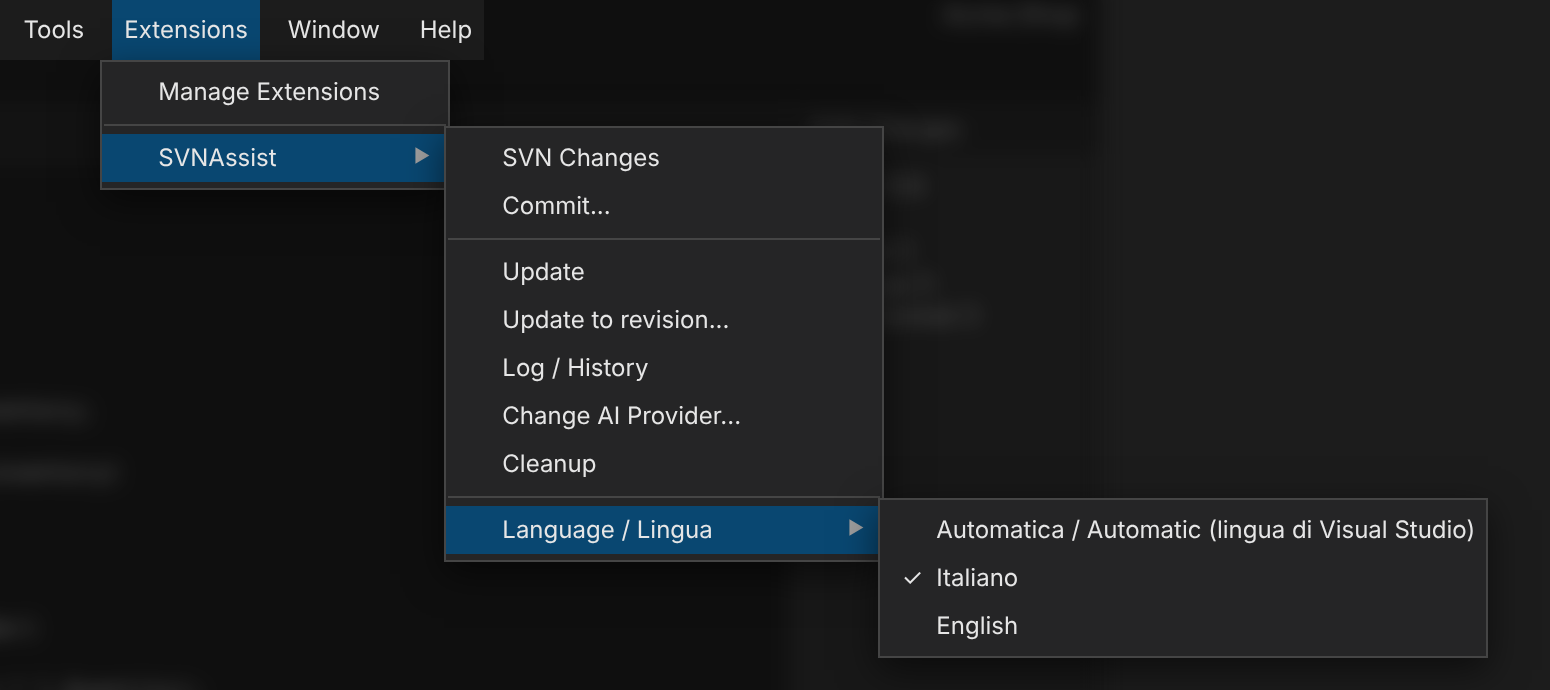 Tools Extensions Window Help
Manage Extensions
SVNAssist
SVN Changes
Commit...
Update
Update to revision...
Log / History
Change AI Provider...
Cleanup
Language / Lingua
Automatica / Automatic (lingua di Visual Studio)
Italiano
English